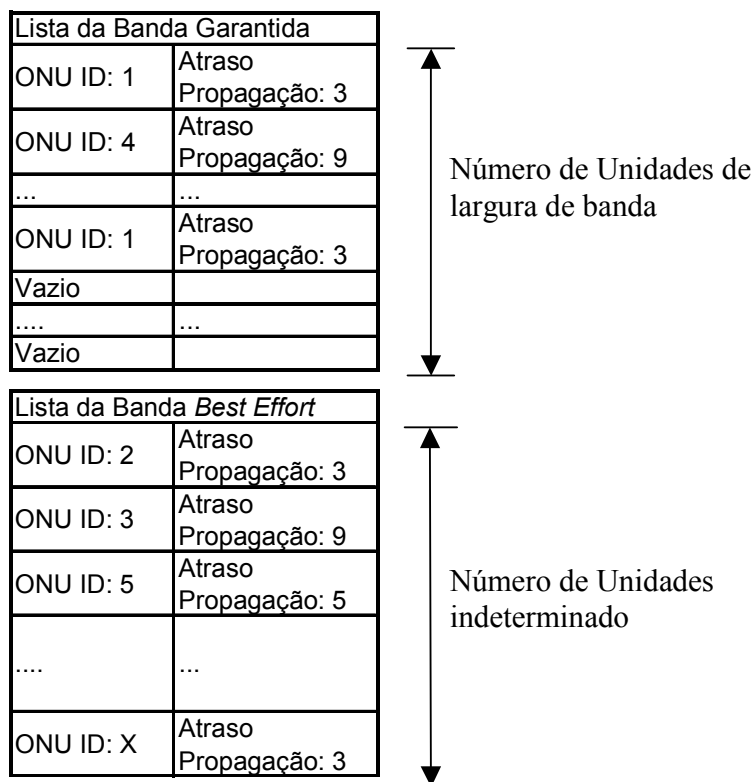 Lista da Banda Garantida
ONU ID: 1
Atraso
Propagação: 3
ONU ID: 4
Atraso
Propagação: 9
...
...
ONU ID: 1
Atraso
Propagação: 3
Vazio
....
...
Vazio
Número de Unidades de
largura de banda
Lista da Banda Best Effort
ONU ID: 2
Atraso
Propagação: 3
ONU ID: 3
Atraso
Propagação: 9
ONU ID: 5
Atraso
Propagação: 5
....
...
ONU ID: X
Atraso
Propagação: 3
Número de Unidades
indeterminado